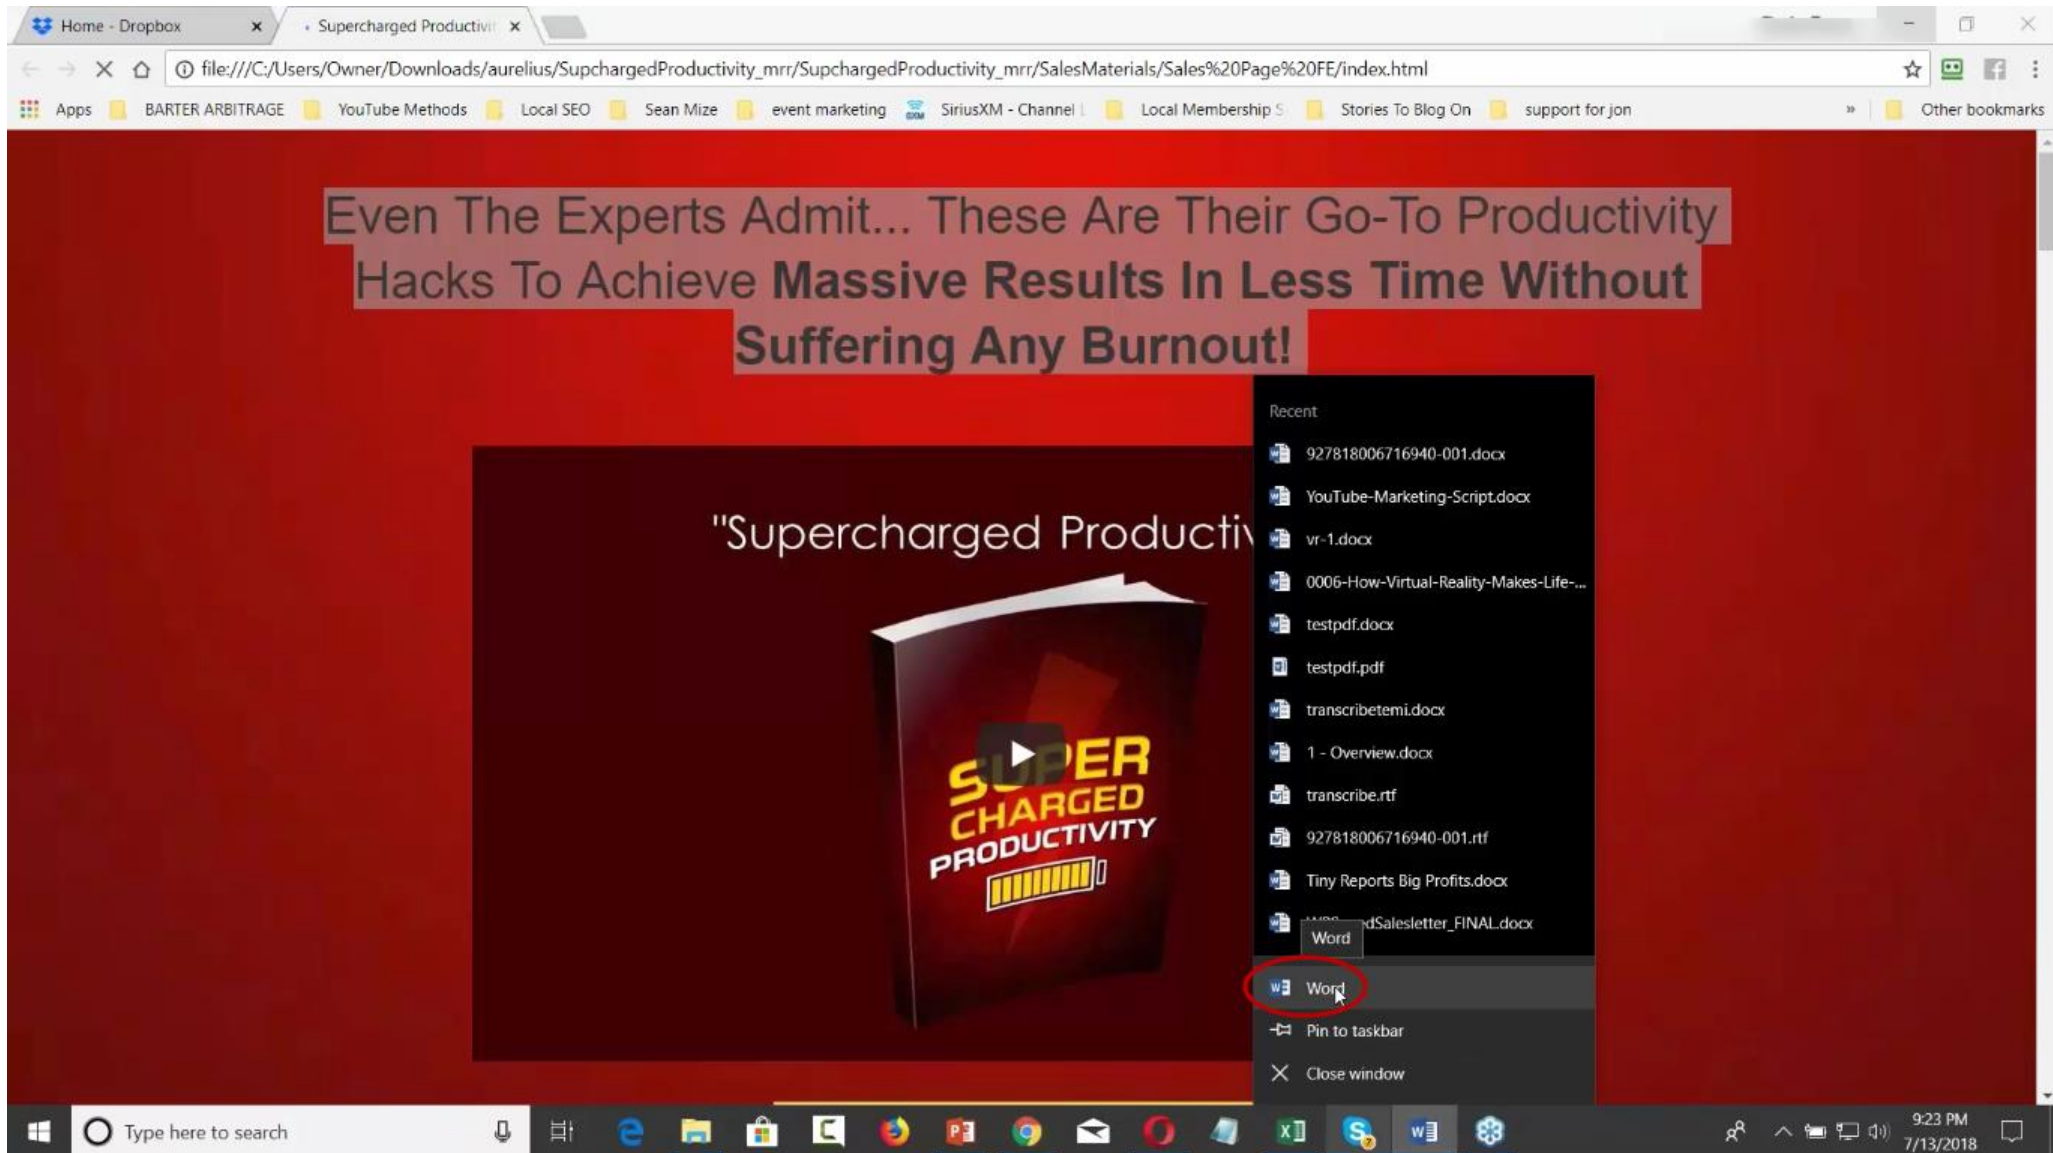 Home - Dropbox
Supercharged Productivit
file:///C:/Users/Owner/Downloads/aurelius/SupchargedProductivity_mrr/SupchargedProductivity_mrr/SalesMaterials/Sales%20Page%20FE/index.html
Apps BARTER ARBITRAGE YouTube Methods Local SEO Sean Mize event marketing SiriusXM - Channel L Local Membership S Stories To Blog On support for jon » Other bookmarks
Even The Experts Admit... These Are Their Go-To Productivity
Hacks To Achieve Massive Results In Less Time Without
Suffering Any Burnout!
"Supercharged Productiv
SUPER
CHARGED
PRODUCTIVITY
Recent
927818006716940-001.docx
YouTube-Marketing-Script.docx
vr-1.docx
0006-How-Virtual-Reality-Makes-Life-...
testpdf.docx
testpdf.pdf
transcribetemi.docx
1 - Overview.docx
transcribe.rtf
927818006716940-001.rtf
Tiny Reports Big Profits.docx
dSalesletter_FINAL.docx
Word
Word
Pin to taskbar
Close window
Type here to search
9:23 PM
7/13/2018